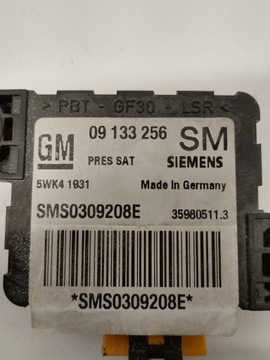 > PBT - GF30 + LSR <
GM
09 133 256
SM
PRES SAT
SIEMENS
5WK4 1931
Made in Germany
SMS0309208E
35980511.3
*SMS0309208E*